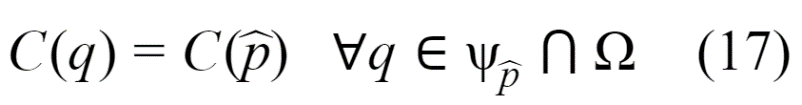 C(q) = C(p̂) ∀q ∈ ψ_p̂ ∩ Ω (17)